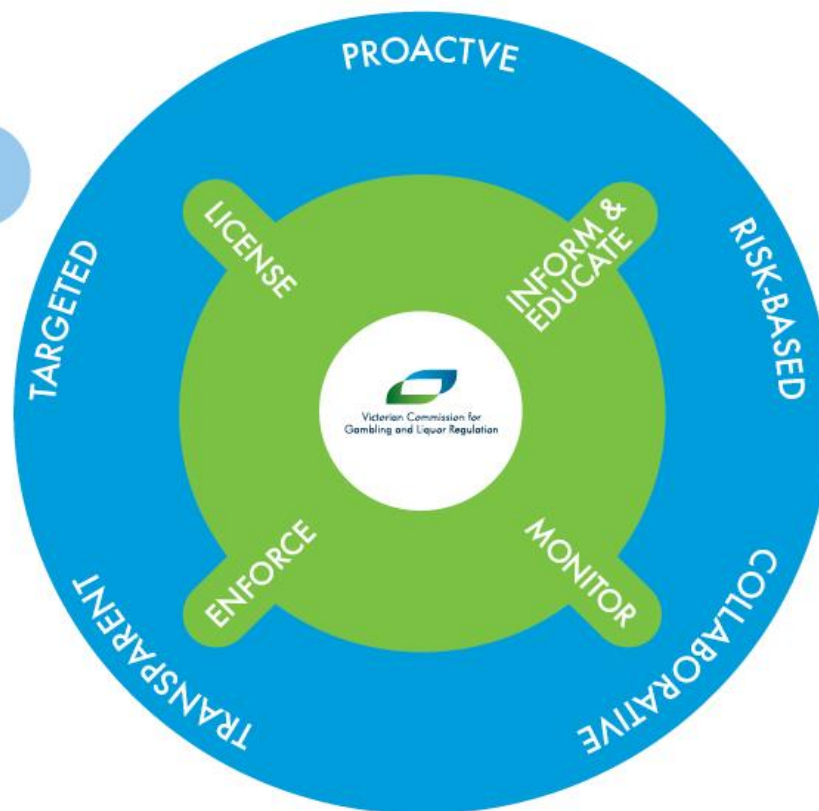 PROACTVE
LICENSE
INFORM &
EDUCATE
TARGETED
RISK-BASED
Victorian Commission for
Gambling and Liquor Regulation
ENFORCE
MONITOR
TRANSPARENT
COLLABORATIVE